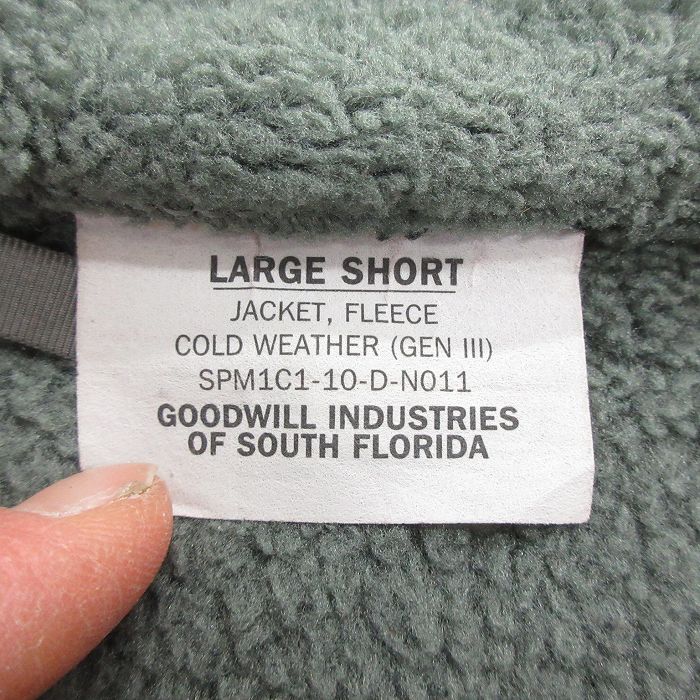 LARGE SHORT
JACKET, FLEECE
COLD WEATHER (GEN III)
SPM1C1-10-D-N011
GOODWILL INDUSTRIES
OF SOUTH FLORIDA